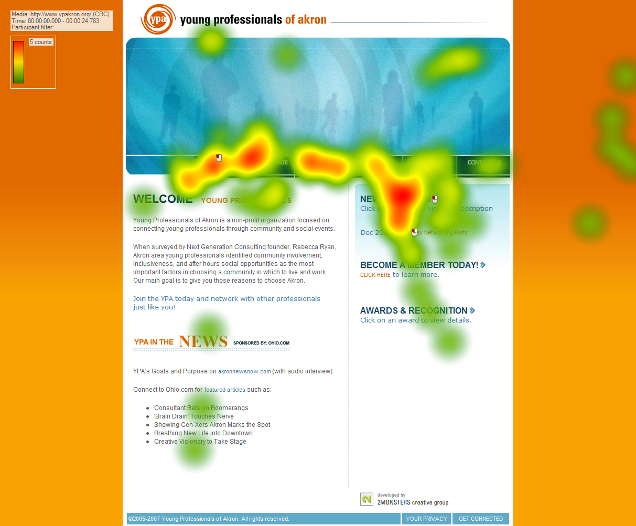 Media: http://www.ypakron.org/ (CRC)
Time: 00:00:00.000 - 00:00:24.783
Participant filter:
5 counts
ypa young professionals of akron
WELCOME YOUNG PROFESSIONALS
Young Professionals of Akron is a non-profit organization focused on
connecting young professionals through community and social events.
When surveyed by Next Generation Consulting founder, Rebecca Ryan,
Akron area young professionals identified community involvement,
inclusiveness, and after hours social opportunities as the most
important factors in choosing a community in which to live and work.
Our main goal is to give you those reasons to choose Akron.
Join the YPA today and network with other professionals
just like you!
YPA IN THE NEWS SPONSORED BY: OHIO.COM
YPA's Goals and Purpose on akronnewsnow.com (with audio interview)
Connect to Ohio.com for featured articles such as:
Consultant Bets on Boomerangs
"Brain Drain" Touches Nerve
Showing Gen-Xers Akron Marks the Spot
Breathing New Life into Downtown
Creative Visionary to Take Stage
Click
Dec 20
Networking Party
BECOME A MEMBER TODAY!
CLICK HERE to learn more.
AWARDS & RECOGNITION
Click on an award to view details.
developed by
2MUNSTERS creative group
©2005-2007 Young Professionals of Akron. All rights reserved.
YOUR PRIVACY
GET CONNECTED